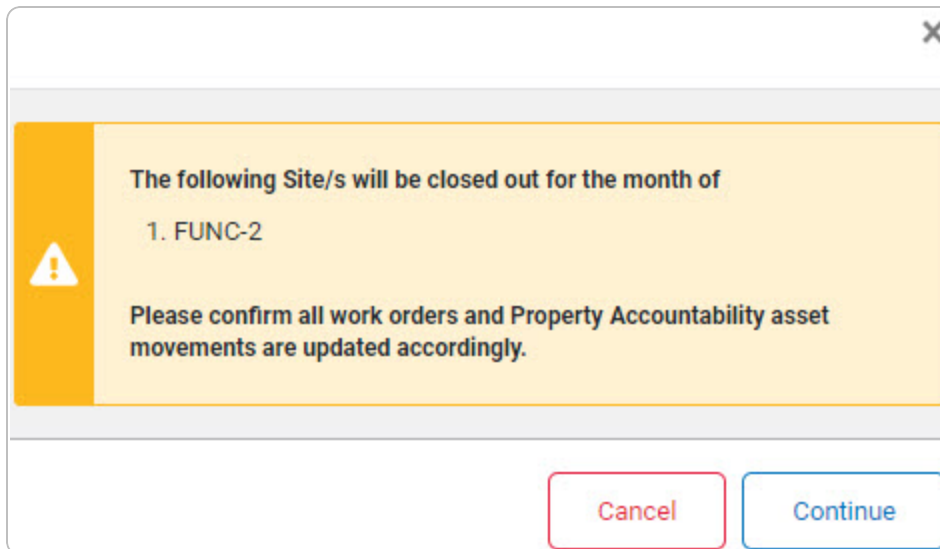 The following Site/s will be closed out for the month of
1. FUNC-2
Please confirm all work orders and Property Accountability asset
movements are updated accordingly.
Cancel
Continue